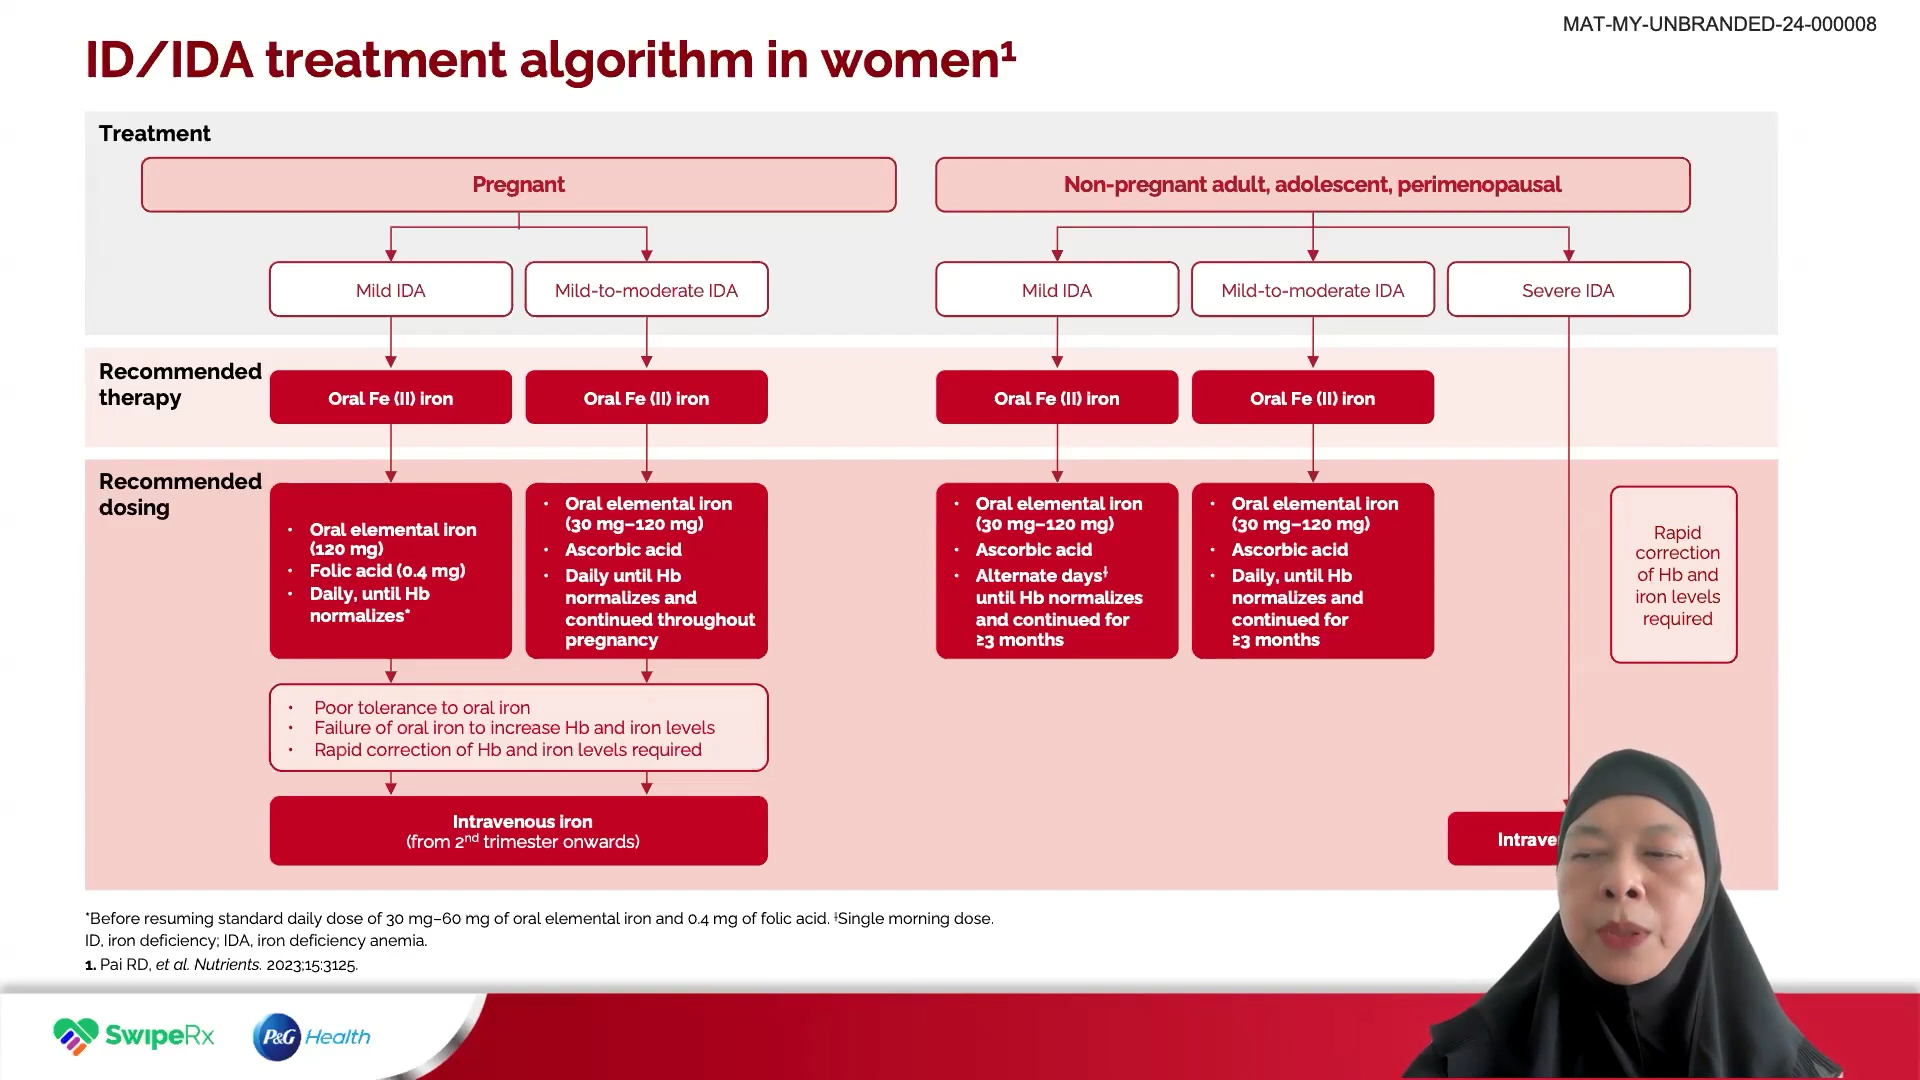 MAT-MY-UNBRANDED-24-000008
ID/IDA treatment algorithm in women¹
Treatment
Pregnant
Non-pregnant adult, adolescent, perimenopausal
Mild IDA
Mild-to-moderate IDA
Mild IDA
Mild-to-moderate IDA
Severe IDA
Recommended
therapy
Oral Fe (II) iron
Oral Fe (II) iron
Oral Fe (II) iron
Oral Fe (II) iron
Recommended
dosing
• Oral elemental iron
(120 mg)
• Folic acid (0.4 mg)
• Daily, until Hb
normalizes*
• Oral elemental iron
(30 mg–120 mg)
• Ascorbic acid
• Daily until Hb
normalizes and
continued throughout
pregnancy
• Oral elemental iron
(30 mg–120 mg)
• Ascorbic acid
• Alternate days‡
until Hb normalizes
and continued for
≥3 months
• Oral elemental iron
(30 mg–120 mg)
• Ascorbic acid
• Daily, until Hb
normalizes and
continued for
≥3 months
Rapid
correction
of Hb and
iron levels
required
• Poor tolerance to oral iron
• Failure of oral iron to increase Hb and iron levels
• Rapid correction of Hb and iron levels required
Intravenous iron
(from 2nd trimester onwards)
*Before resuming standard daily dose of 30 mg–60 mg of oral elemental iron and 0.4 mg of folic acid. ‡Single morning dose.
ID, iron deficiency; IDA, iron deficiency anemia.
1. Pai RD, et al. Nutrients. 2023;15:3125.
SwipeRx
P&G Health